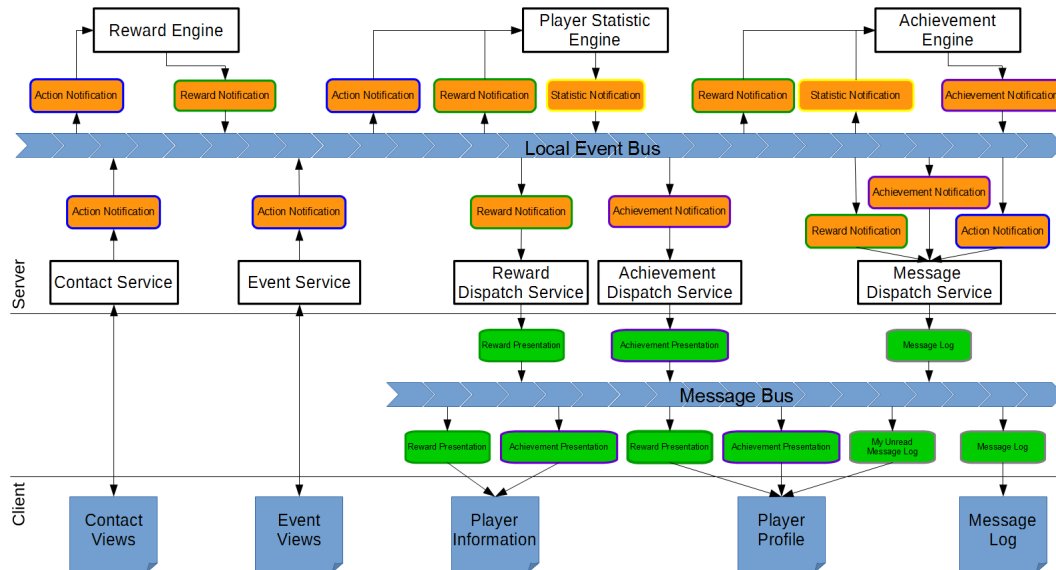 Reward Engine
Player Statistic
Engine
Achievement
Engine
Action Notification
Reward Notification
Action Notification
Reward Notification
Statistic Notification
Reward Notification
Statistic Notification
Achievement Notification
Local Event Bus
Action Notification
Action Notification
Reward Notification
Achievement Notification
Achievement Notification
Reward Notification
Action Notification
Server
Contact Service
Event Service
Reward
Dispatch Service
Achievement
Dispatch Service
Message
Dispatch Service
Reward Presentation
Achievement Presentation
Message Log
Message Bus
Reward Presentation
Achievement Presentation
Reward Presentation
Achievement Presentation
My Unread
Message Log
Message Log
Client
Contact
Views
Event
Views
Player
Information
Player
Profile
Message
Log